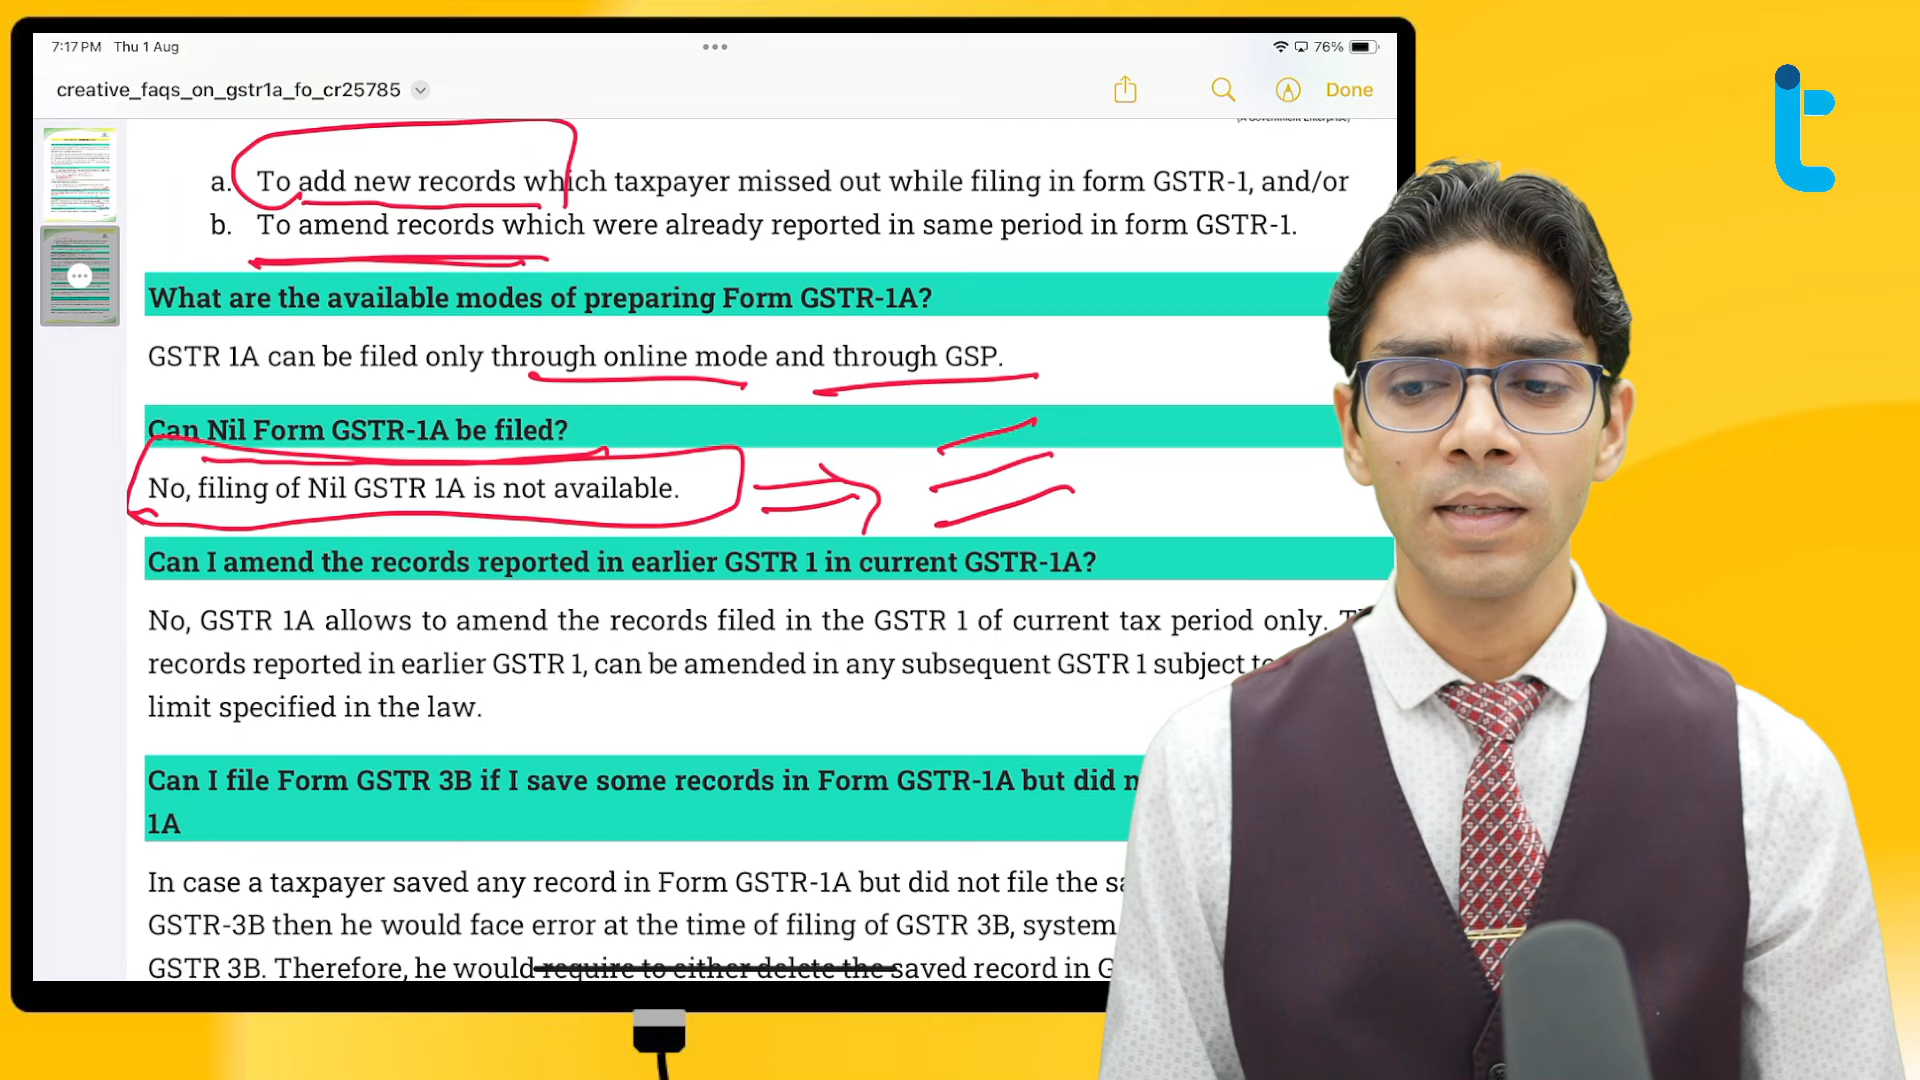 7:17 PM Thu 1 Aug
76%
creative_faqs_on_gstr1a_fo_cr25785
Done
(A Government Enterprise)
a. To add new records which taxpayer missed out while filing in form GSTR-1, and/or
b. To amend records which were already reported in same period in form GSTR-1.
What are the available modes of preparing Form GSTR-1A?
GSTR 1A can be filed only through online mode and through GSP.
Can Nil Form GSTR-1A be filed?
No, filing of Nil GSTR 1A is not available.
Can I amend the records reported in earlier GSTR 1 in current GSTR-1A?
No, GSTR 1A allows to amend the records filed in the GSTR 1 of current tax period only.
records reported in earlier GSTR 1, can be amended in any subsequent GSTR 1 subject to
limit specified in the law.
Can I file Form GSTR 3B if I save some records in Form GSTR-1A but did
1A
In case a taxpayer saved any record in Form GSTR-1A but did not file the
GSTR-3B then he would face error at the time of filing of GSTR 3B, system
GSTR 3B. Therefore, he would require to either delete the saved record in
t